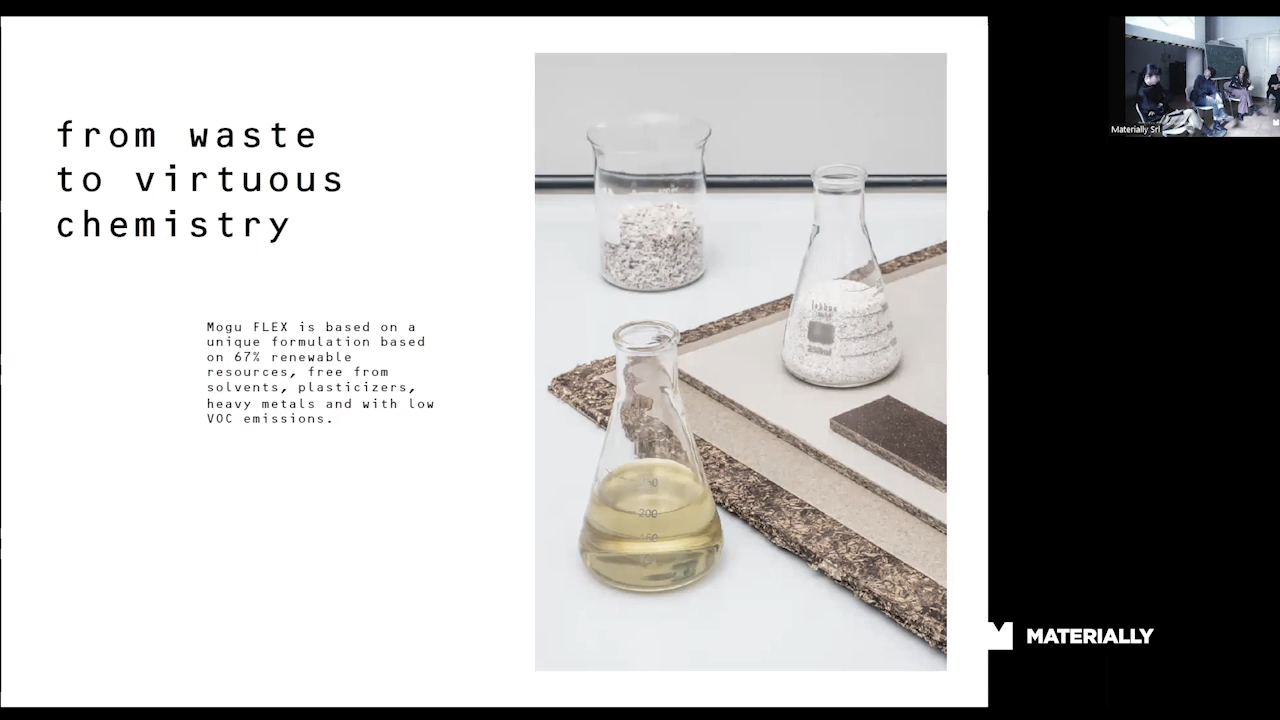 from waste
to virtuous
chemistry
Mogu FLEX is based on a
unique formulation based
on 67% renewable
resources, free from
solvents, plasticizers,
heavy metals and with low
VOC emissions.
200
Materially Srl
MATERIALLY